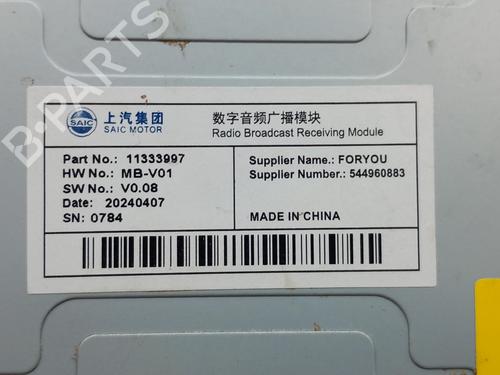 B-PARTS
SAIC
上汽集团
SAIC MOTOR
数字音频广播模块
Radio Broadcast Receiving Module
Part No.: 11333997
HW No.: MB-V01
SW No.: V0.08
Date: 20240407
SN: 0784
Supplier Name.: FORYOU
Supplier Number.: 544960883
MADE IN CHINA